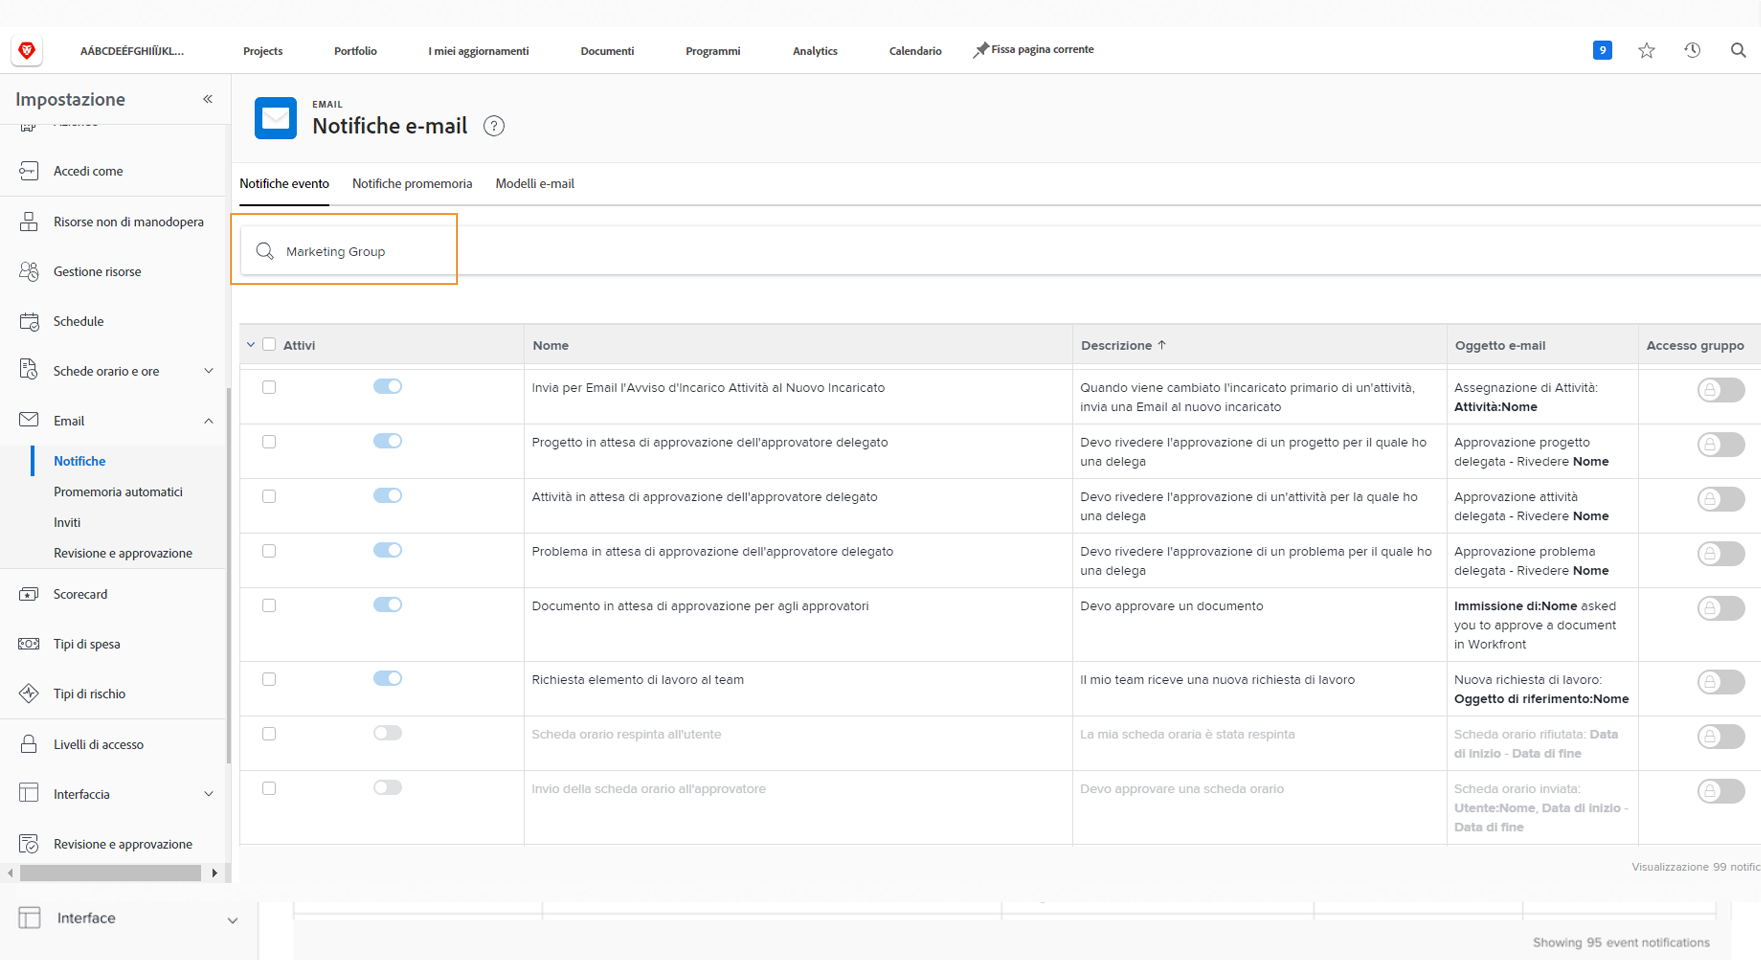 AÁBCDEÉFGHIÍÏJKL...
Projects
Portfolio
I miei aggiornamenti
Documenti
Programmi
Analytics
Calendario
Fissa pagina corrente
9
Impostazione
Accedi come
Risorse non di manodopera
Gestione risorse
Schedule
Schede orario e ore
Email
Notifiche
Promemoria automatici
Inviti
Revisione e approvazione
Scorecard
Tipi di spesa
Tipi di rischio
Livelli di accesso
Interfaccia
Revisione e approvazione
Interface
EMAIL
Notifiche e-mail
Notifiche evento
Notifiche promemoria
Modelli e-mail
Marketing Group
Attivi
Nome
Descrizione ↑
Oggetto e-mail
Accesso gruppo
Invia per Email l'Avviso d'Incarico Attività al Nuovo Incaricato
Quando viene cambiato l'incaricato primario di un'attività,
invia una Email al nuovo incaricato
Assegnazione di Attività:
Attività:Nome
Progetto in attesa di approvazione dell'approvatore delegato
Devo rivedere l'approvazione di un progetto per il quale ho
una delega
Approvazione progetto
delegata - Rivedere Nome
Attività in attesa di approvazione dell'approvatore delegato
Devo rivedere l'approvazione di un'attività per la quale ho
una delega
Approvazione attività
delegata - Rivedere Nome
Problema in attesa di approvazione dell'approvatore delegato
Devo rivedere l'approvazione di un problema per il quale ho
una delega
Approvazione problema
delegata - Rivedere Nome
Documento in attesa di approvazione per agli approvatori
Devo approvare un documento
Immissione di:Nome asked
you to approve a document
in Workfront
Richiesta elemento di lavoro al team
Il mio team riceve una nuova richiesta di lavoro
Nuova richiesta di lavoro:
Oggetto di riferimento:Nome
Scheda orario respinta all'utente
La mia scheda oraria è stata respinta
Scheda orario rifiutata: Data
di inizio - Data di fine
Invio della scheda orario all'approvatore
Devo approvare una scheda orario
Scheda orario inviata:
Utente:Nome, Data di inizio -
Data di fine
Visualizzazione 99 notific
Showing 95 event notifications